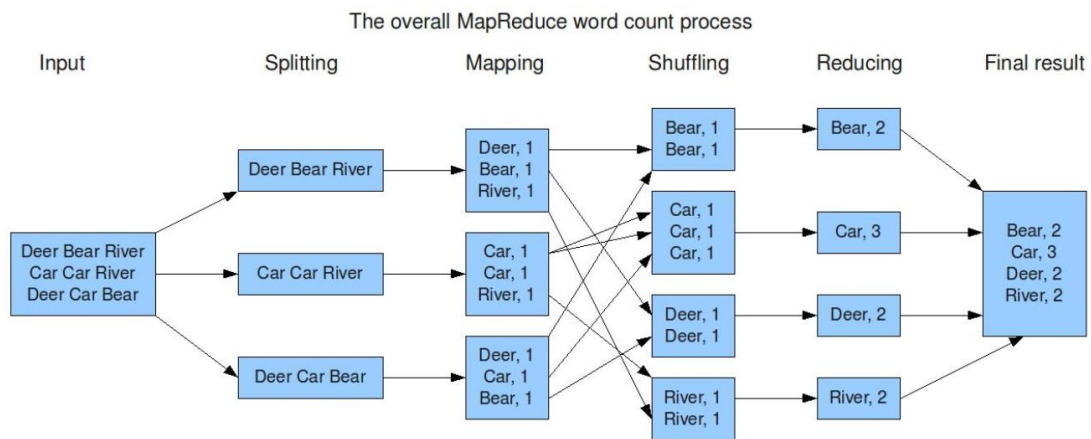 The overall MapReduce word count process
Input
Splitting
Mapping
Shuffling
Reducing
Final result
Deer Bear River
Car Car River
Deer Car Bear
Deer Bear River
Car Car River
Deer Car Bear
Deer, 1
Bear, 1
River, 1
Car, 1
Car, 1
River, 1
Deer, 1
Car, 1
Bear, 1
Bear, 1
Bear, 1
Car, 1
Car, 1
Car, 1
Deer, 1
Deer, 1
River, 1
River, 1
Bear, 2
Car, 3
Deer, 2
River, 2
Bear, 2
Car, 3
Deer, 2
River, 2